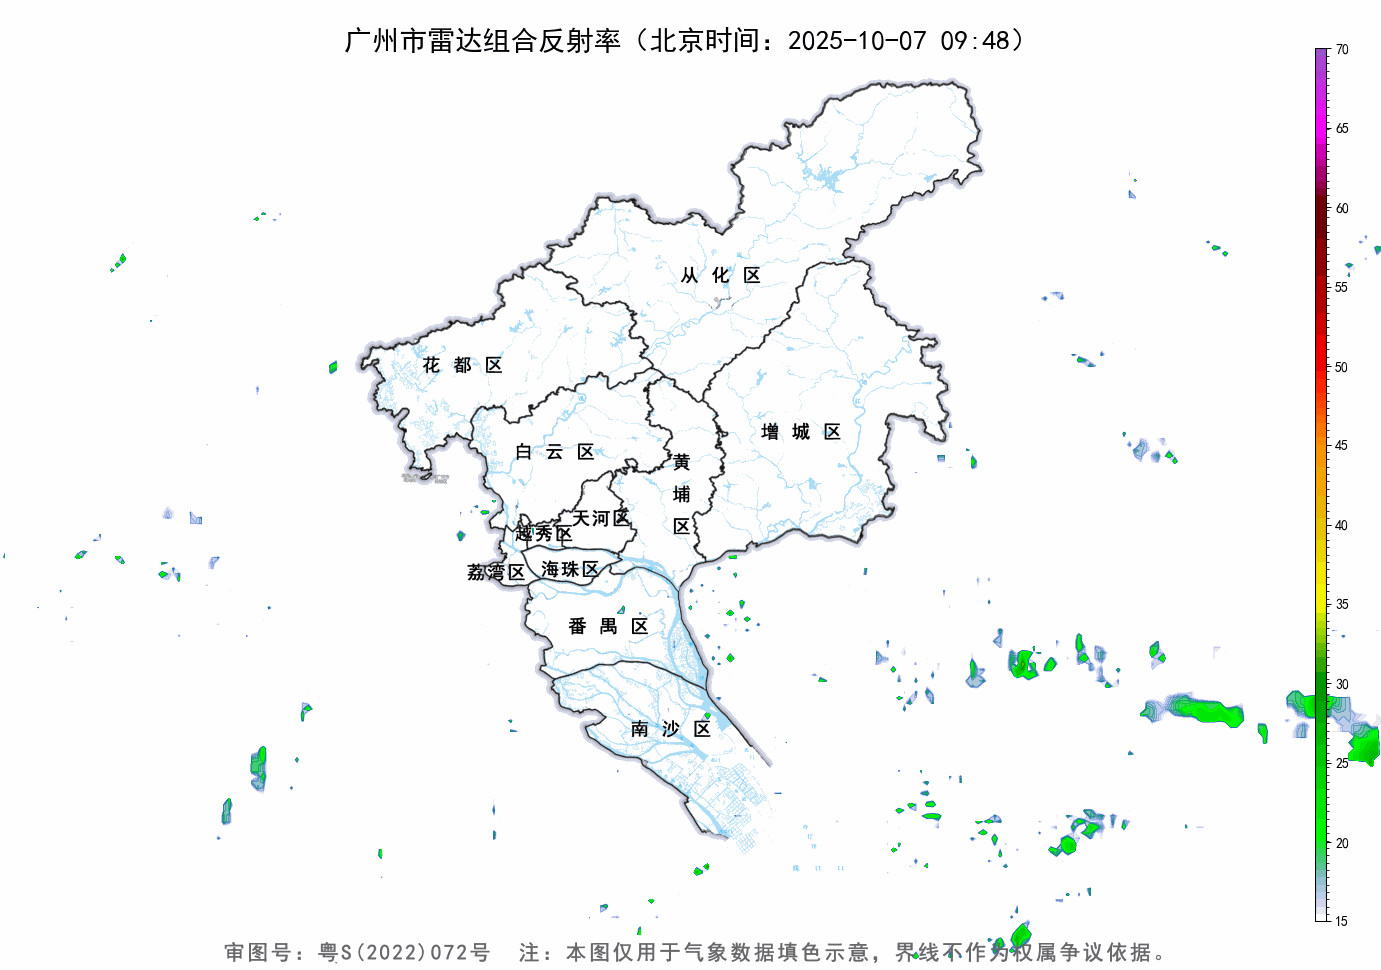 广州市雷达组合反射率（北京时间：2025-10-07 09:48）
70
65
60
55
50
45
40
35
30
25
20
15
从化区
花都区
增城区
白云区
黄埔区
天河区
越秀区
海珠区
荔湾区
番禺区
南沙区
审图号：粤S(2022)072号 注：本图仅用于气象数据填色示意，界线不作为权属争议依据。